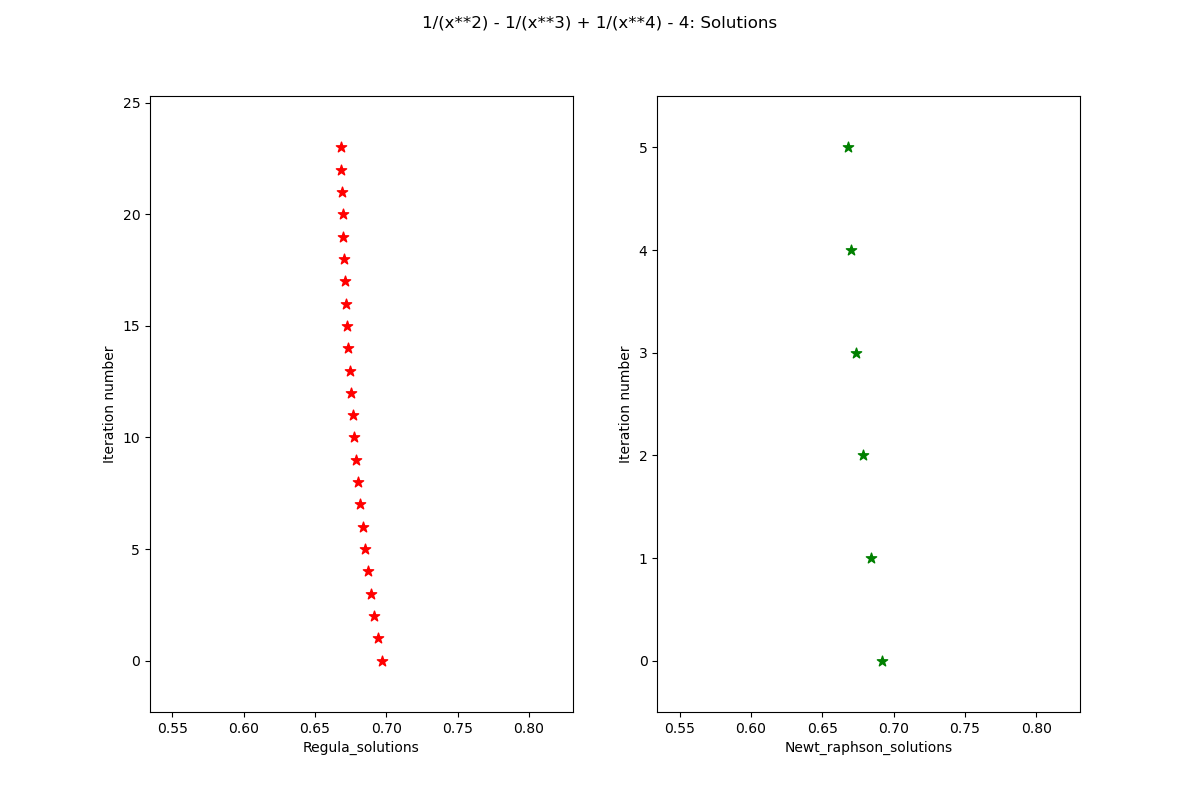 1/(x**2) - 1/(x**3) + 1/(x**4) - 4: Solutions
25
20
15
10
5
0
Iteration number
0.55 0.60 0.65 0.70 0.75 0.80
Regula_solutions
5
4
3
2
1
0
Iteration number
0.55 0.60 0.65 0.70 0.75 0.80
Newt_raphson_solutions